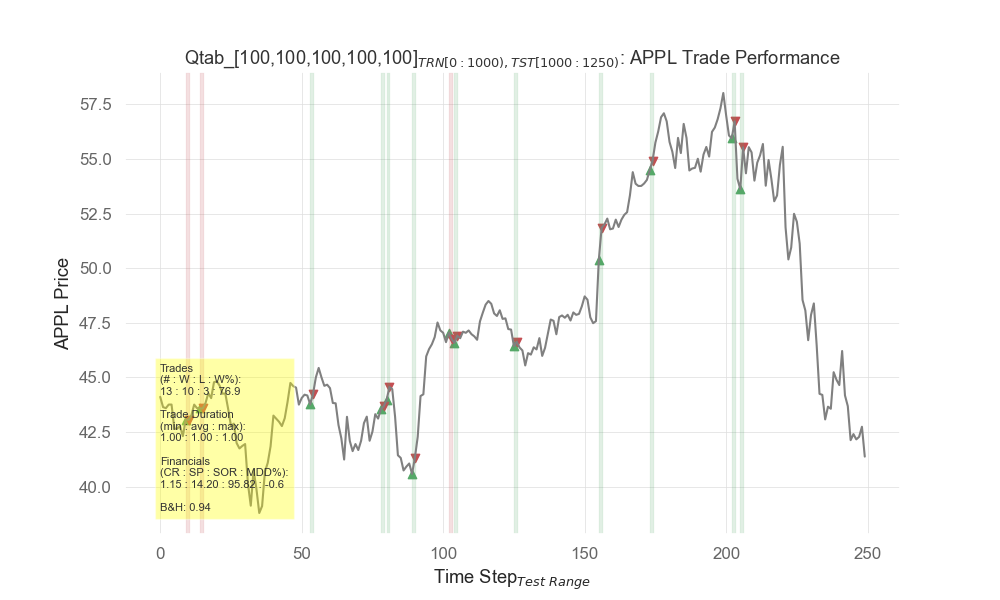 Qtab_[100,100,100,100,100]TRN[0:1000),TST[1000:1250): APPL Trade Performance
57.5
55.0
52.5
50.0
47.5
45.0
42.5
40.0
APPL Price
Trades
(# : W : L : W%):
13 : 10 : 3 : 76.9
Trade Duration
(min : avg : max):
1.00 : 1.00 : 1.00
Financials
(CR : SP : SOR : MDD%):
1.15 : 14.20 : 95.82 : -0.6
B&H: 0.94
0 50 100 150 200 250
Time StepTest Range